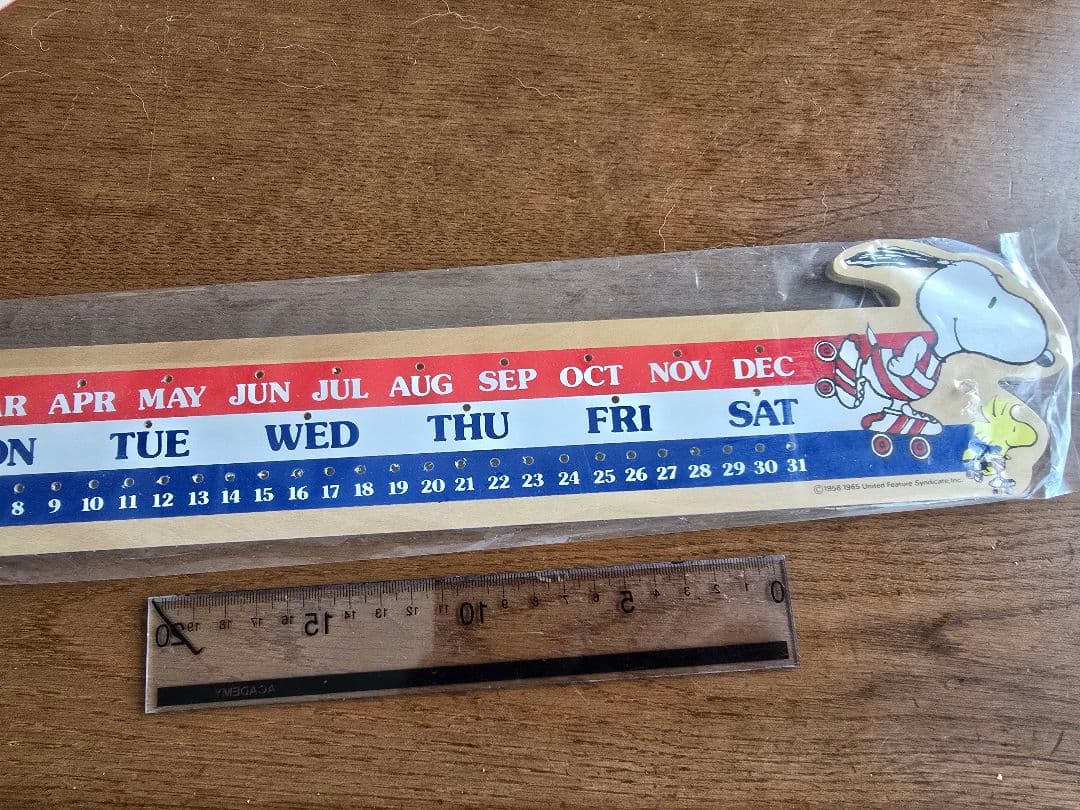 AR APR MAY JUN JUL AUG SEP OCT NOV DEC
ON TUE WED THU FRI SAT
8 9 10 11 12 13 14 15 16 17 18 19 20 21 22 23 24 25 26 27 28 29 30 31
©1958 1965 United Feature Syndicate, Inc.
20 19 18 17 16 15 14 13 12 11 10 9 8 7 6 5 4 3 2 1 0
ACADEMY